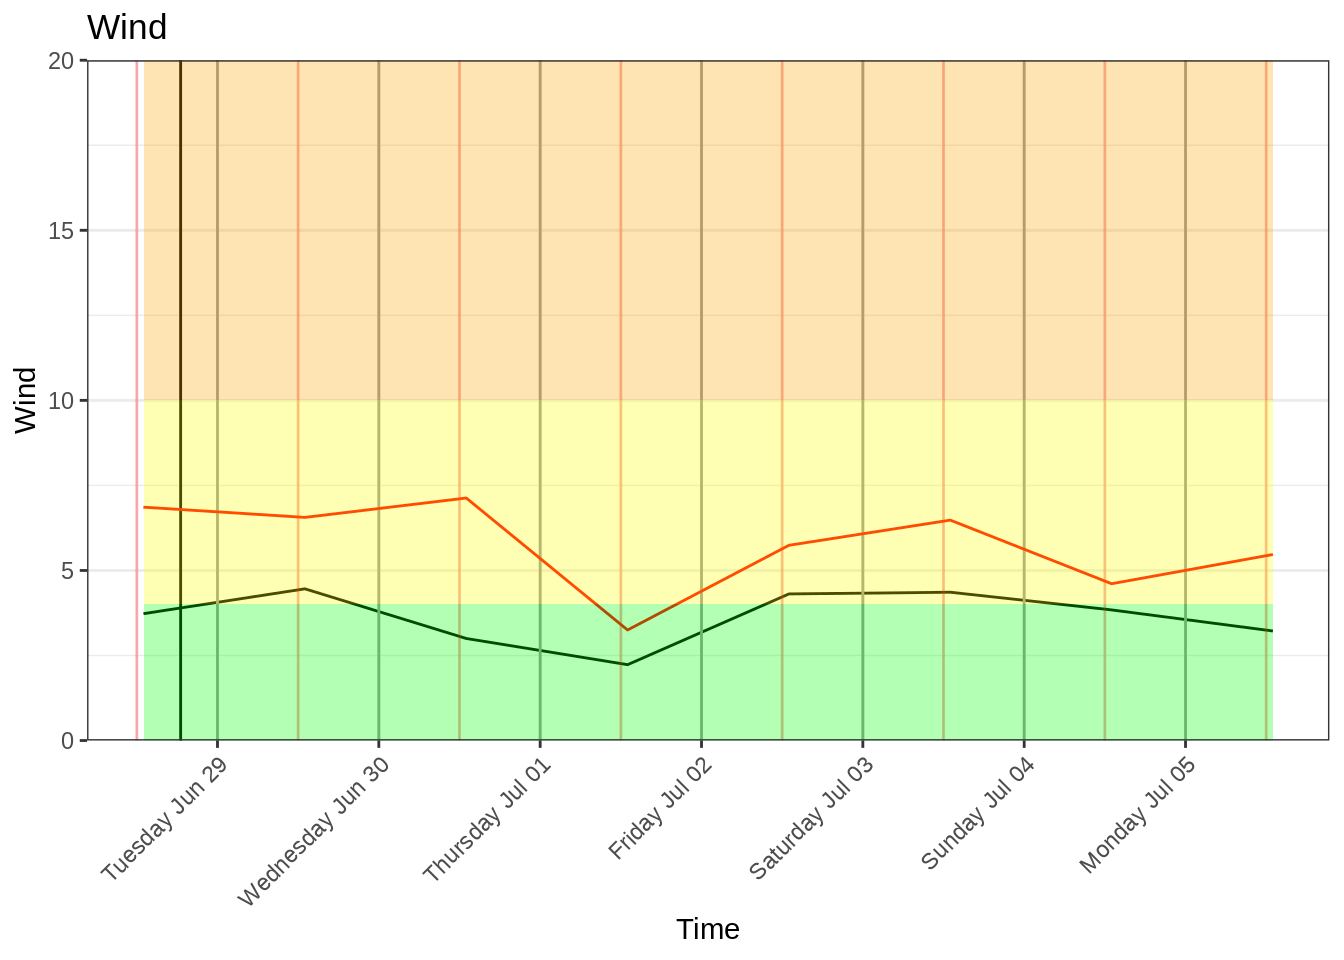 Wind
20
15
10
5
0
Wind
Tuesday Jun 29
Wednesday Jun 30
Thursday Jul 01
Friday Jul 02
Saturday Jul 03
Sunday Jul 04
Monday Jul 05
Time